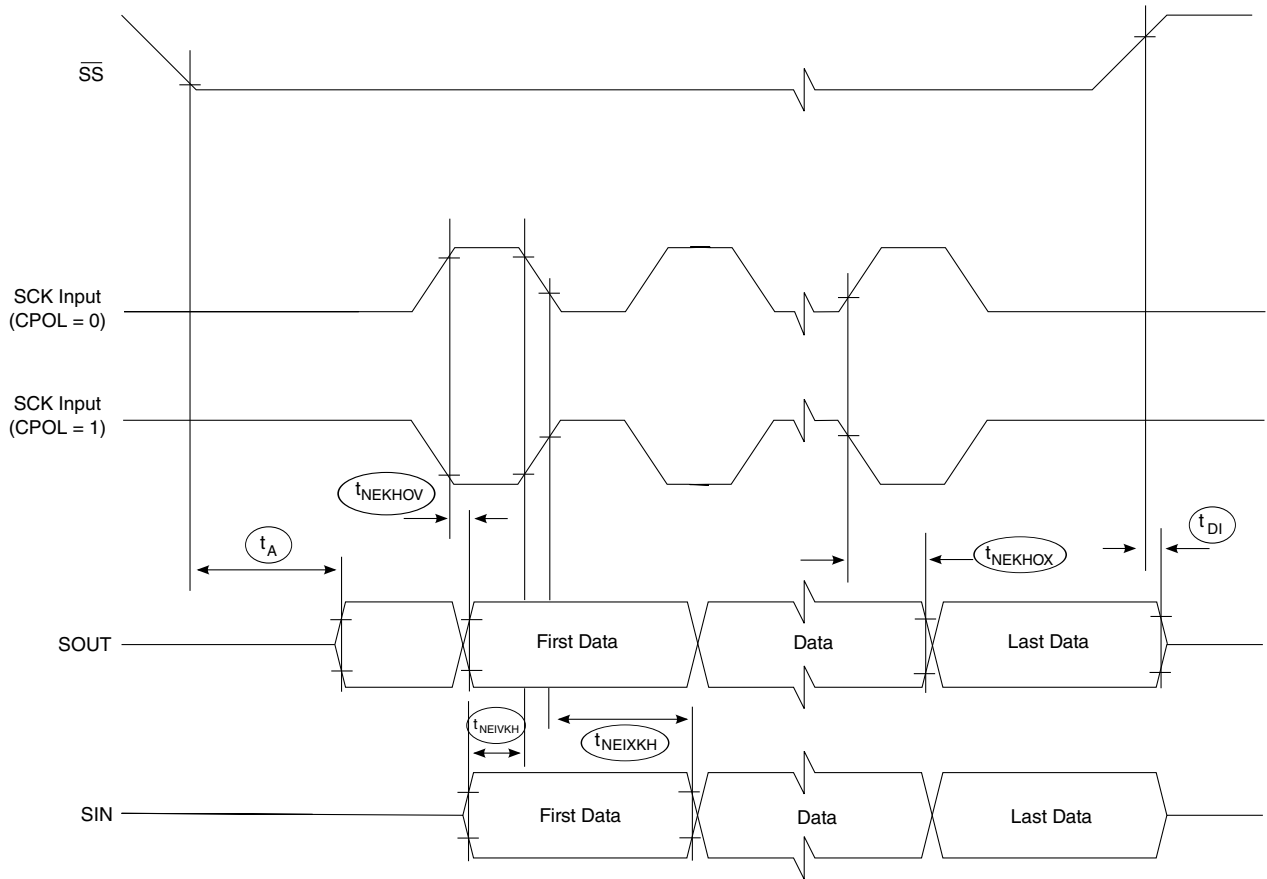 S̅S̅
SCK Input
(CPOL = 0)
SCK Input
(CPOL = 1)
tNEKHOV
tA
tNEKHOX
tDI
SOUT
First Data
Data
Last Data
tNEIVKH
tNEIXKH
SIN
First Data
Data
Last Data